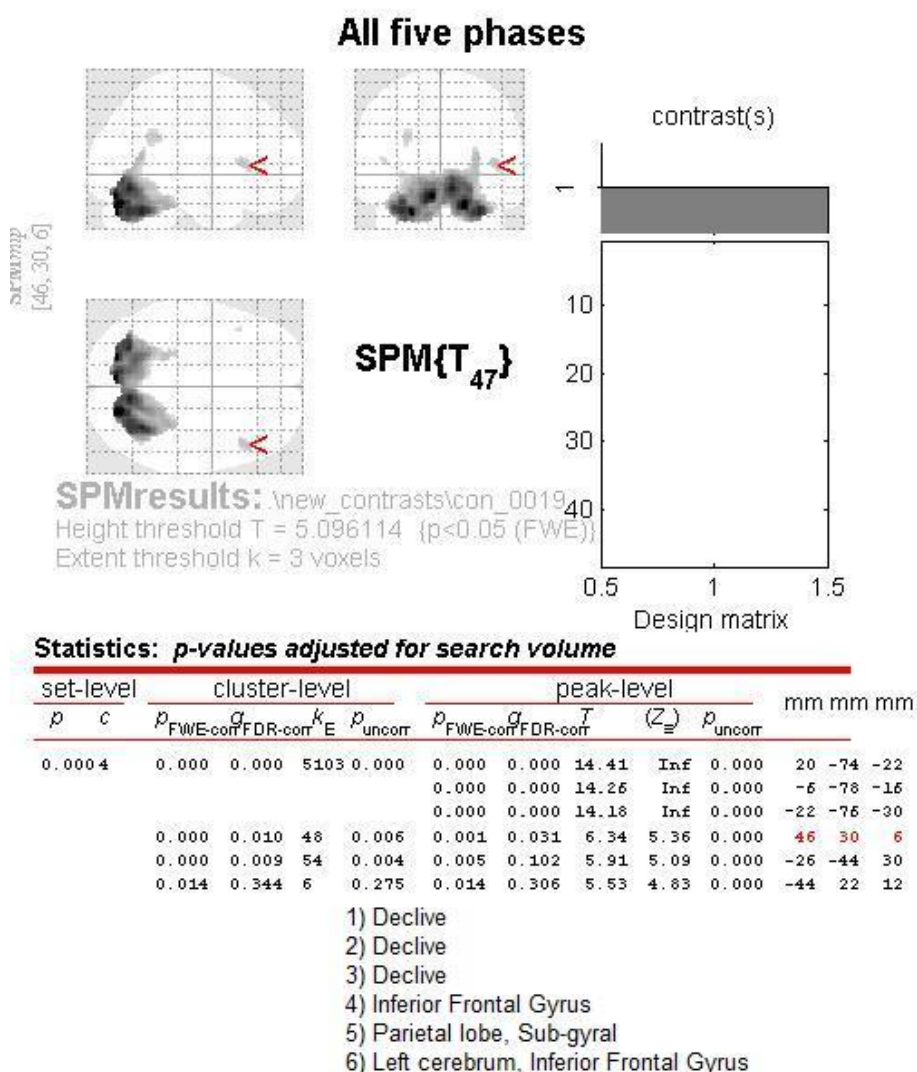 All five phases
contrast(s)
1
SPMmip
[46, 30, 6]
SPM{T47}
10
20
30
40
0.5 1 1.5
Design matrix
SPMresults: .\new_contrasts\con_0019
Height threshold T = 5.096114 {p<0.05 (FWE)}
Extent threshold k = 3 voxels
Statistics: p-values adjusted for search volume
set-level cluster-level peak-level mm mm mm
p c pFWE-corr qFDR-corr kE puncorr pFWE-corr qFDR-corr T (Z≡) puncorr
0.000 4 0.000 0.000 5103 0.000 0.000 0.000 14.41 Inf 0.000 20 -74 -22
0.000 0.000 14.26 Inf 0.000 -6 -78 -16
0.000 0.000 14.18 Inf 0.000 -22 -76 -30
0.000 0.010 48 0.006 0.001 0.031 6.34 5.36 0.000 46 30 6
0.000 0.009 54 0.004 0.005 0.102 5.91 5.09 0.000 -26 -44 30
0.014 0.344 6 0.275 0.014 0.306 5.53 4.83 0.000 -44 22 12
1) Declive
2) Declive
3) Declive
4) Inferior Frontal Gyrus
5) Parietal lobe, Sub-gyral
6) Left cerebrum, Inferior Frontal Gyrus